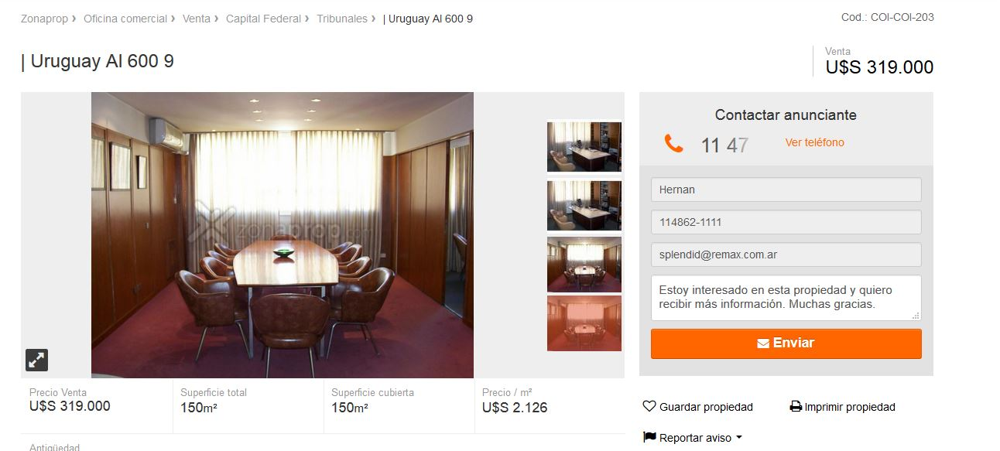 Zonaprop › Oficina comercial › Venta › Capital Federal › Tribunales › | Uruguay Al 600 9
Cod.: COI-COI-203
| Uruguay Al 600 9
Venta
U$S 319.000
zonaprop.com
Contactar anunciante
11 47
Ver teléfono
Hernan
114862-1111
splendid@remax.com.ar
Estoy interesado en esta propiedad y quiero
recibir más información. Muchas gracias.
Enviar
Precio Venta
U$S 319.000
Superficie total
150m²
Superficie cubierta
150m²
Precio / m²
U$S 2.126
Guardar propiedad
Imprimir propiedad
Reportar aviso
Antigüedad